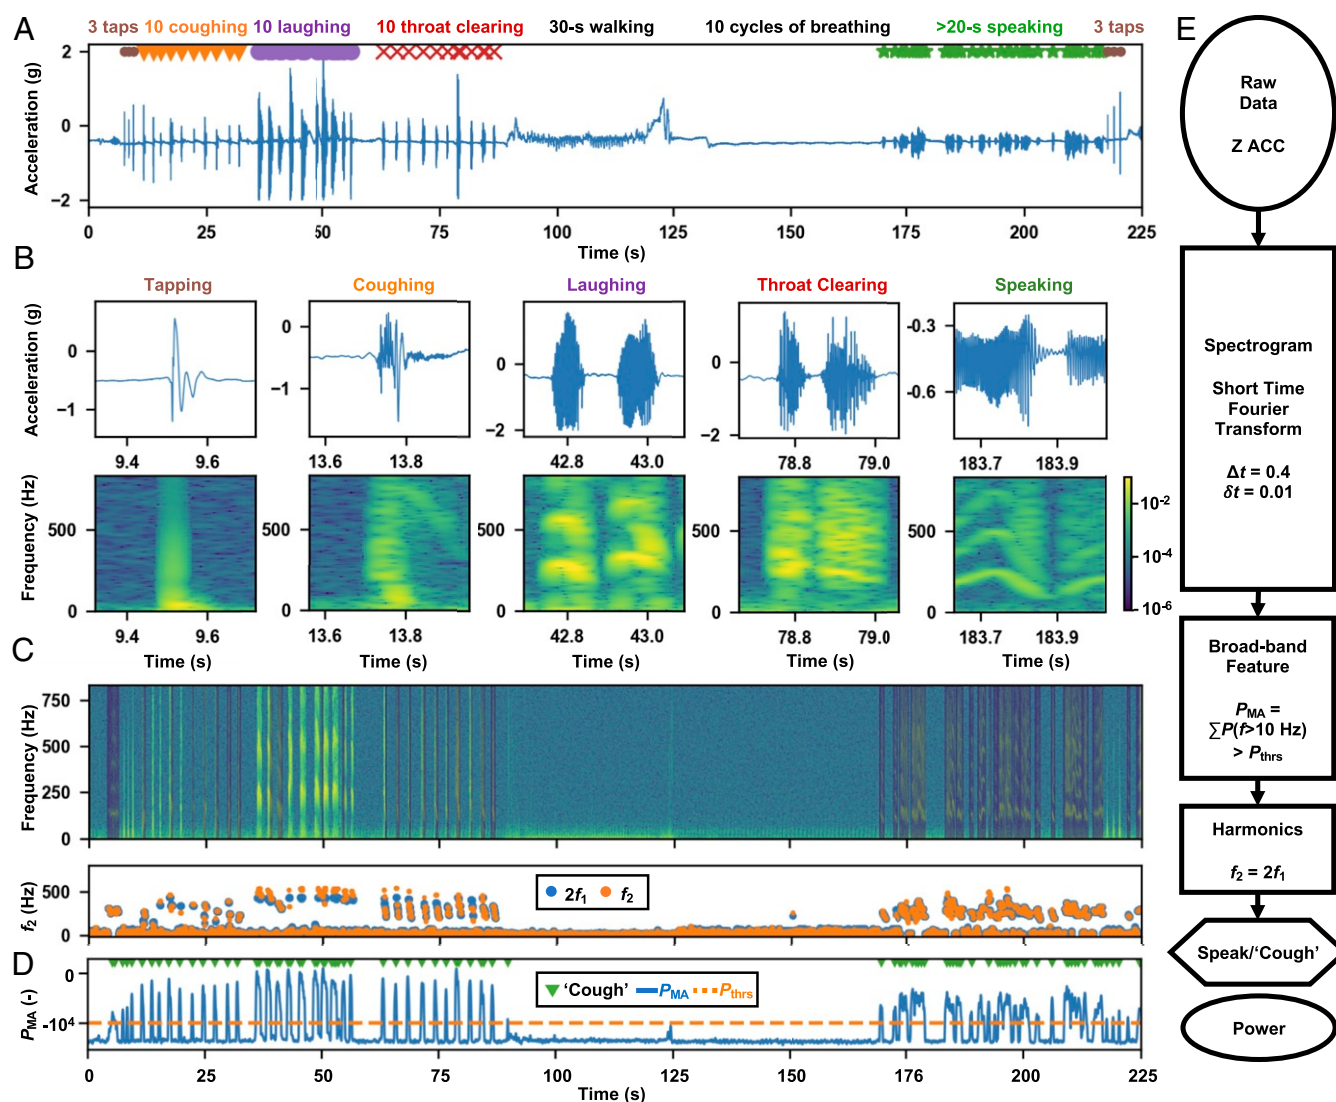 A
3 taps 10 coughing 10 laughing 10 throat clearing 30-s walking 10 cycles of breathing >20-s speaking 3 taps
Acceleration (g)
2
0
-2
0 25 50 75 100 125 150 175 200 225
Time (s)
B
Tapping Coughing Laughing Throat Clearing Speaking
Acceleration (g)
0
-1
9.4 9.6
0
-1
13.6 13.8
0
-2
42.8 43.0
0
-2
78.8 79.0
-0.3
-0.6
183.7 183.9
Frequency (Hz)
500
0
9.4 9.6
Time (s)
500
0
13.6 13.8
Time (s)
500
0
42.8 43.0
Time (s)
500
0
78.8 79.0
Time (s)
500
0
183.7 183.9
Time (s)
10⁻²
10⁻⁴
10⁻⁶
C
Frequency (Hz)
750
500
250
0
f₂ (Hz)
500
0
2f₁ f₂
D
P_MA (-)
0
-10⁴
'Cough' P_MA P_thrs
0 25 50 75 100 125 150 176 200 225
Time (s)
E
Raw
Data
Z ACC
Spectrogram
Short Time
Fourier
Transform
Δt = 0.4
δt = 0.01
Broad-band
Feature
P_MA =
∑P(f>10 Hz)
> P_thrs
Harmonics
f₂ = 2f₁
Speak/'Cough'
Power